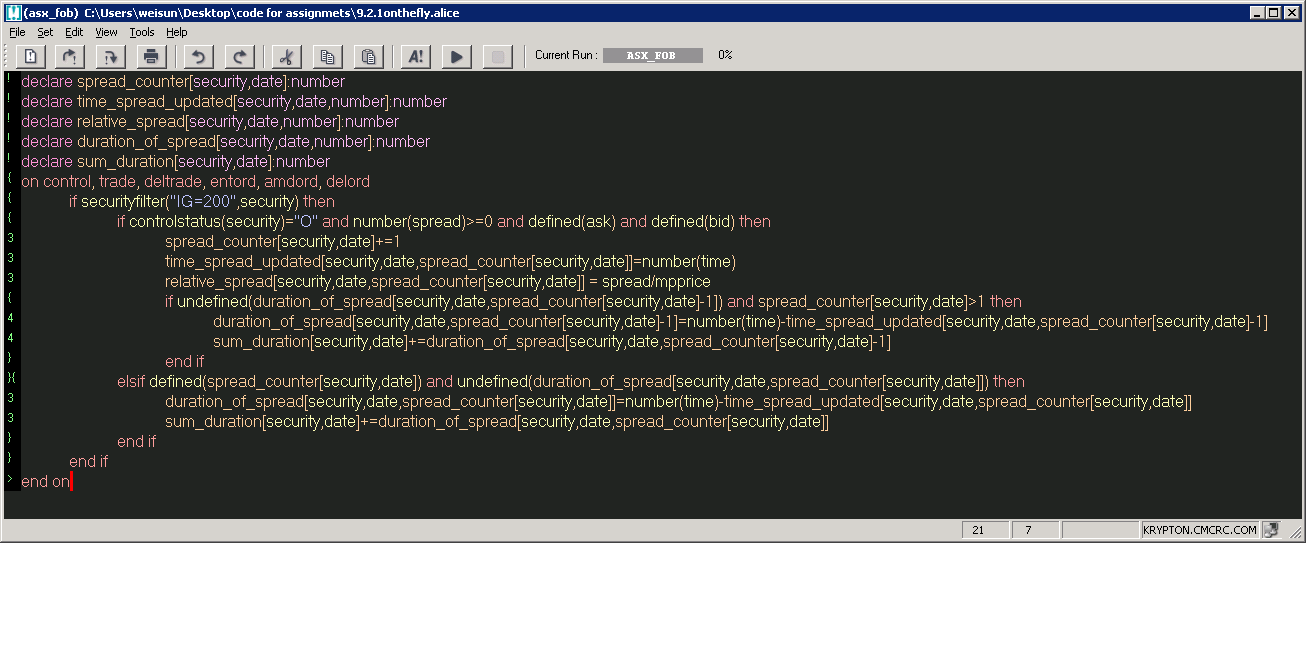 (asx_fob) C:\Users\weisun\Desktop\code for assignmets\9.2.1onthefly.alice
File Set Edit View Tools Help
A! Current Run : ASX_FOB 0%
! declare spread_counter[security,date]:number
! declare time_spread_updated[security,date,number]:number
! declare relative_spread[security,date,number]:number
! declare duration_of_spread[security,date,number]:number
! declare sum_duration[security,date]:number
{ on control, trade, deltrade, entord, amdord, delord
{ if securityfilter("IG=200",security) then
{ if controlstatus(security)="O" and number(spread)>=0 and defined(ask) and defined(bid) then
3 spread_counter[security,date]+=1
3 time_spread_updated[security,date,spread_counter[security,date]]=number(time)
3 relative_spread[security,date,spread_counter[security,date]] = spread/mpprice
{ if undefined(duration_of_spread[security,date,spread_counter[security,date]-1]) and spread_counter[security,date]>1 then
4 duration_of_spread[security,date,spread_counter[security,date]-1]=number(time)-time_spread_updated[security,date,spread_counter[security,date]-1]
4 sum_duration[security,date]+=duration_of_spread[security,date,spread_counter[security,date]-1]
} end if
}{ elsif defined(spread_counter[security,date]) and undefined(duration_of_spread[security,date,spread_counter[security,date]]) then
3 duration_of_spread[security,date,spread_counter[security,date]]=number(time)-time_spread_updated[security,date,spread_counter[security,date]]
3 sum_duration[security,date]+=duration_of_spread[security,date,spread_counter[security,date]]
} end if
} end if
> end on
21 7 KRYPTON.CMCRC.COM